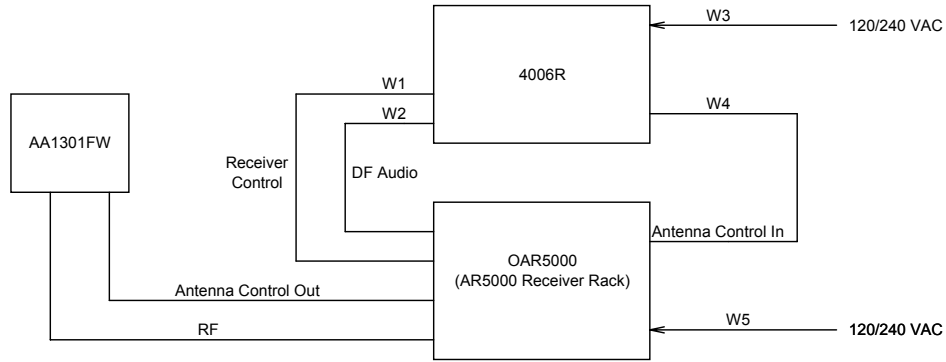 W3
120/240 VAC
4006R
W1
W4
W2
AA1301FW
Receiver
Control
DF Audio
Antenna Control In
OAR5000
(AR5000 Receiver Rack)
Antenna Control Out
W5
RF
120/240 VAC